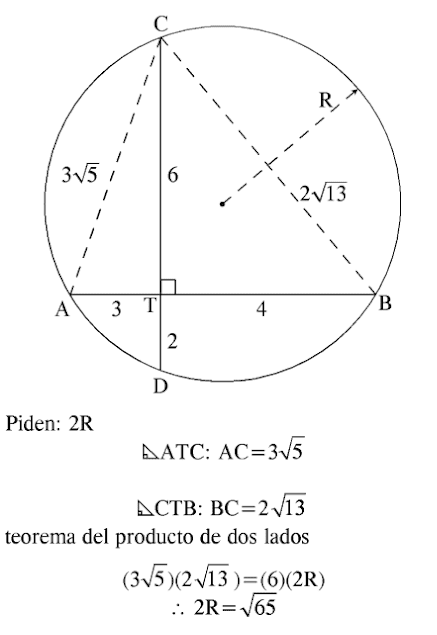 C
R
3√5
6
2√13
A
3
T
4
B
2
D
Piden: 2R
⊿ATC: AC=3√5
⊿CTB: BC=2√13
teorema del producto de dos lados
(3√5)(2√13)=(6)(2R)
∴ 2R=√65